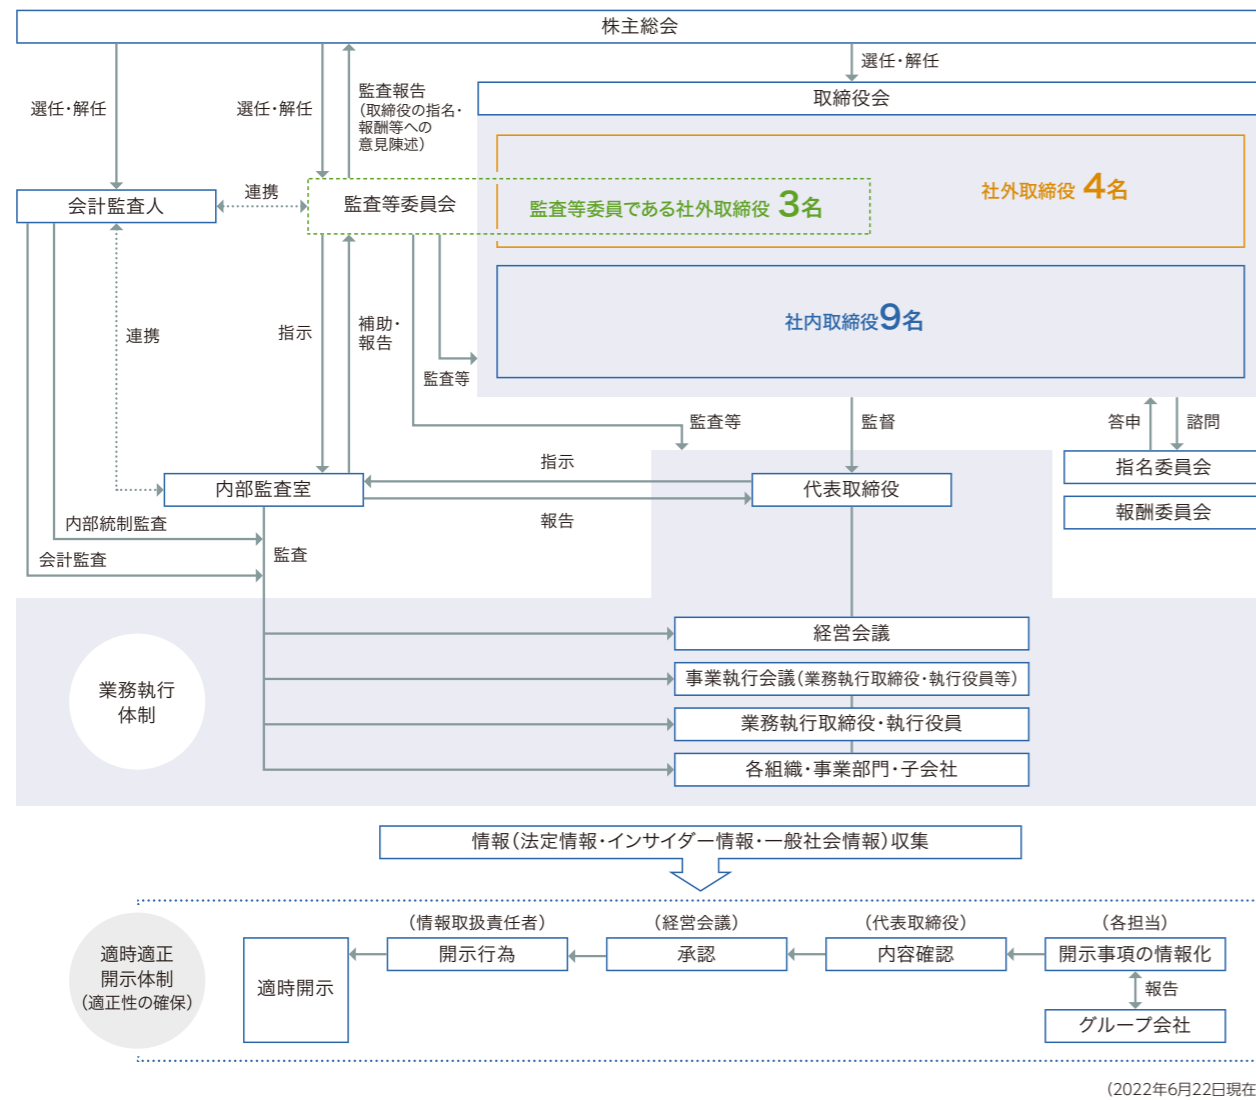 株主総会
選任・解任
選任・解任
監査報告
(取締役の指名・
報酬等への
意見陳述)
選任・解任
取締役会
会計監査人
連携
監査等委員会
監査等委員である社外取締役 3名
社外取締役 4名
社内取締役9名
連携
指示
補助・
報告
監査等
監査等
監督
答申
諮問
指名委員会
報酬委員会
内部監査室
指示
報告
代表取締役
内部統制監査
会計監査
監査
業務執行
体制
経営会議
事業執行会議(業務執行取締役・執行役員等)
業務執行取締役・執行役員
各組織・事業部門・子会社
情報(法定情報・インサイダー情報・一般社会情報)収集
適時適正
開示体制
(適正性の確保)
適時開示
(情報取扱責任者)
開示行為
(経営会議)
承認
(代表取締役)
内容確認
(各担当)
開示事項の情報化
報告
グループ会社
(2022年6月22日現在